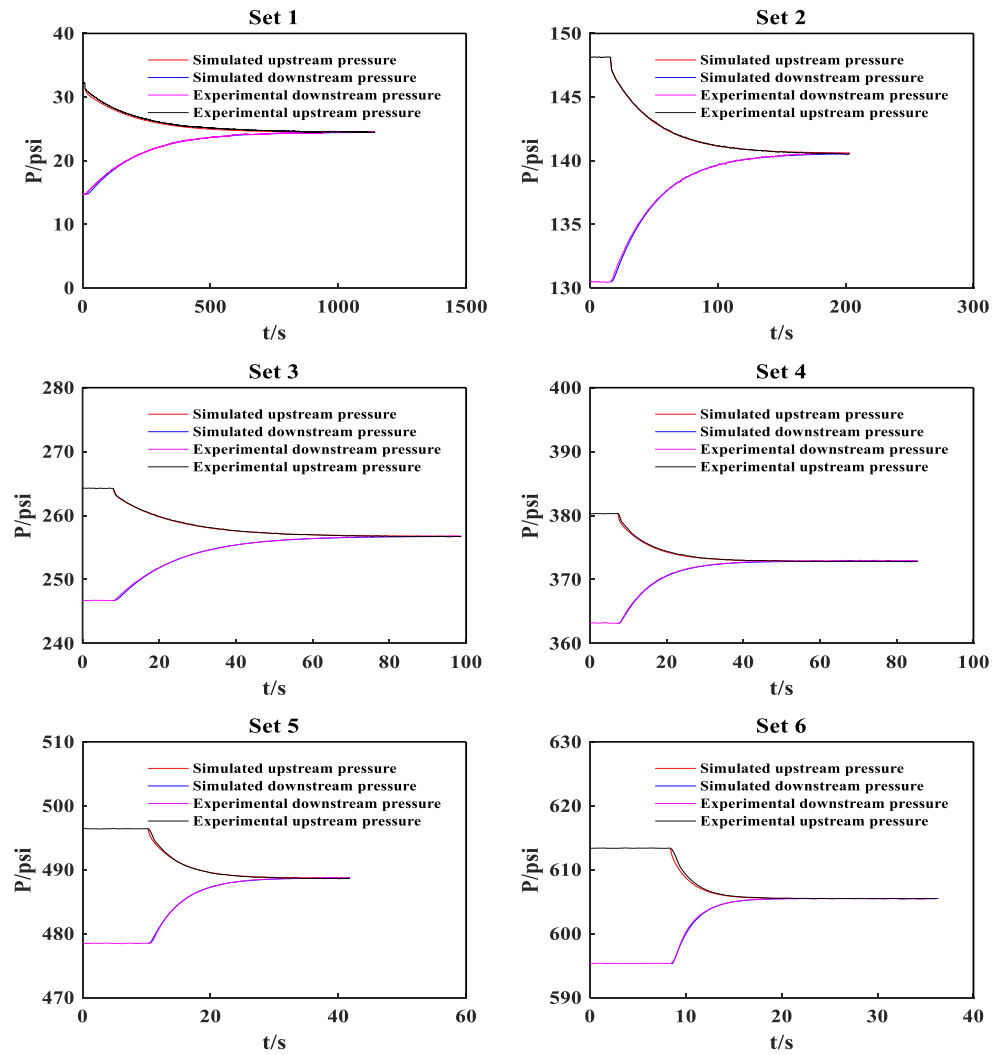 Set 1
40
30
20
10
0
P/psi
Simulated upstream pressure
Simulated downstream pressure
Experimental downstream pressure
Experimental upstream pressure
0 500 1000 1500
t/s
Set 2
150
145
140
135
130
P/psi
Simulated upstream pressure
Simulated downstream pressure
Experimental downstream pressure
Experimental upstream pressure
0 100 200 300
t/s
Set 3
280
270
260
250
240
P/psi
Simulated upstream pressure
Simulated downstream pressure
Experimental downstream pressure
Experimental upstream pressure
0 20 40 60 80 100
t/s
Set 4
400
390
380
370
360
P/psi
Simulated upstream pressure
Simulated downstream pressure
Experimental downstream pressure
Experimental upstream pressure
0 20 40 60 80 100
t/s
Set 5
510
500
490
480
470
P/psi
Simulated upstream pressure
Simulated downstream pressure
Experimental downstream pressure
Experimental upstream pressure
0 20 40 60
t/s
Set 6
630
620
610
600
590
P/psi
Simulated upstream pressure
Simulated downstream pressure
Experimental downstream pressure
Experimental upstream pressure
0 10 20 30 40
t/s